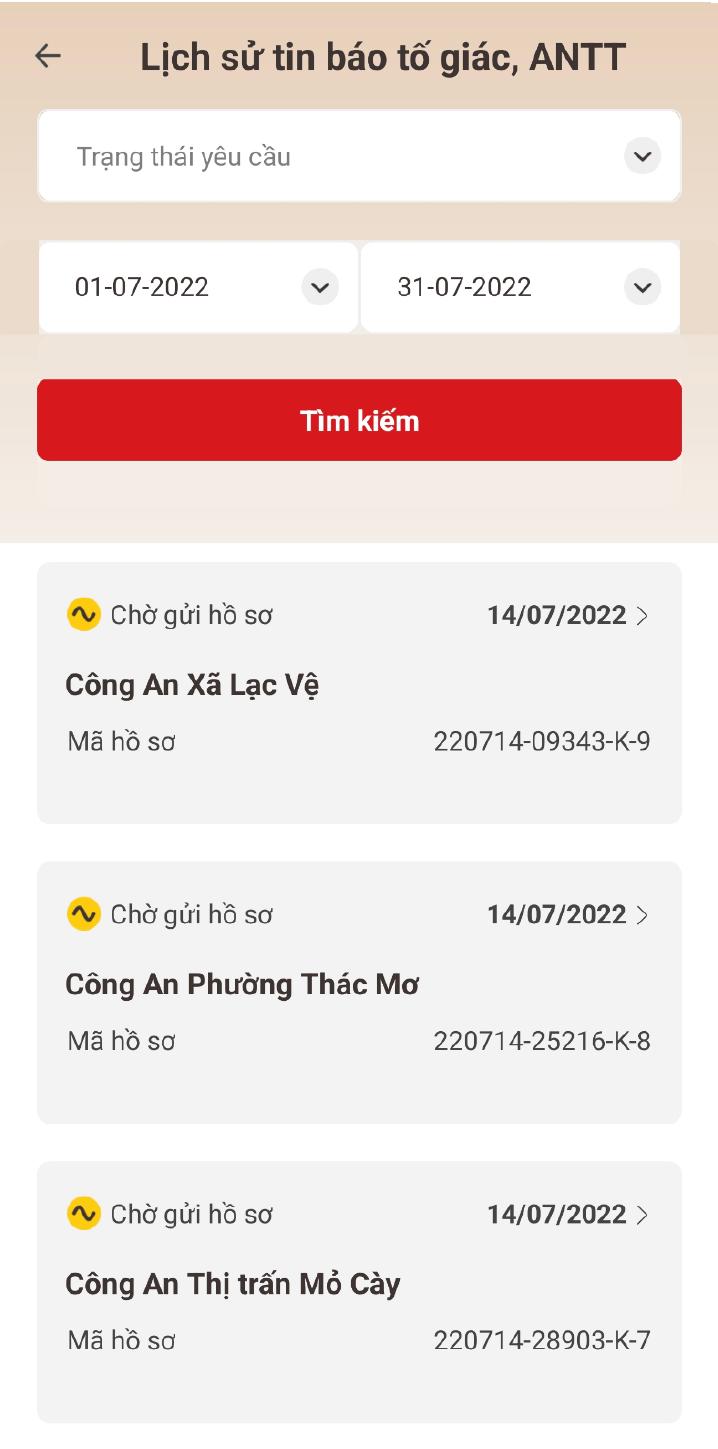 Lịch sử tin báo tố giác, ANTT
Trạng thái yêu cầu
01-07-2022 31-07-2022
Tìm kiếm
Chờ gửi hồ sơ 14/07/2022
Công An Xã Lạc Vệ
Mã hồ sơ 220714-09343-K-9
Chờ gửi hồ sơ 14/07/2022
Công An Phường Thác Mơ
Mã hồ sơ 220714-25216-K-8
Chờ gửi hồ sơ 14/07/2022
Công An Thị trấn Mỏ Cày
Mã hồ sơ 220714-28903-K-7